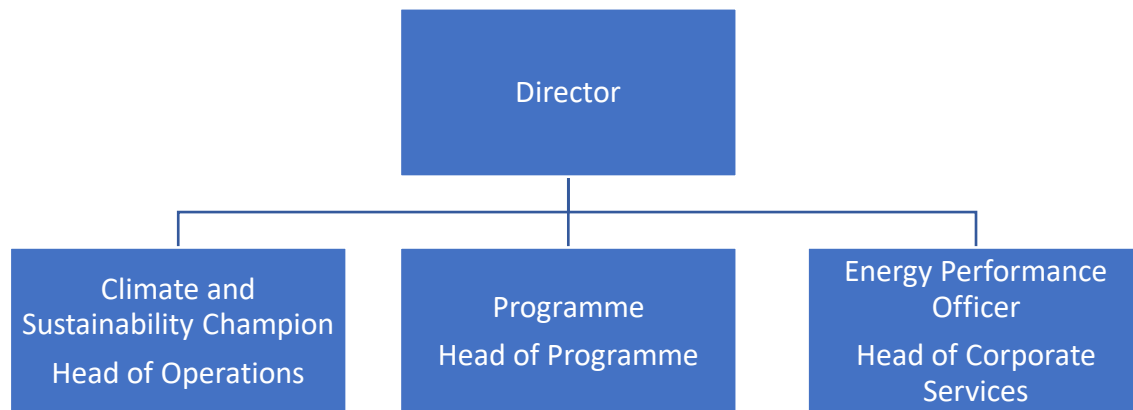 Director
Climate and
Sustainability Champion
Head of Operations
Programme
Head of Programme
Energy Performance
Officer
Head of Corporate
Services